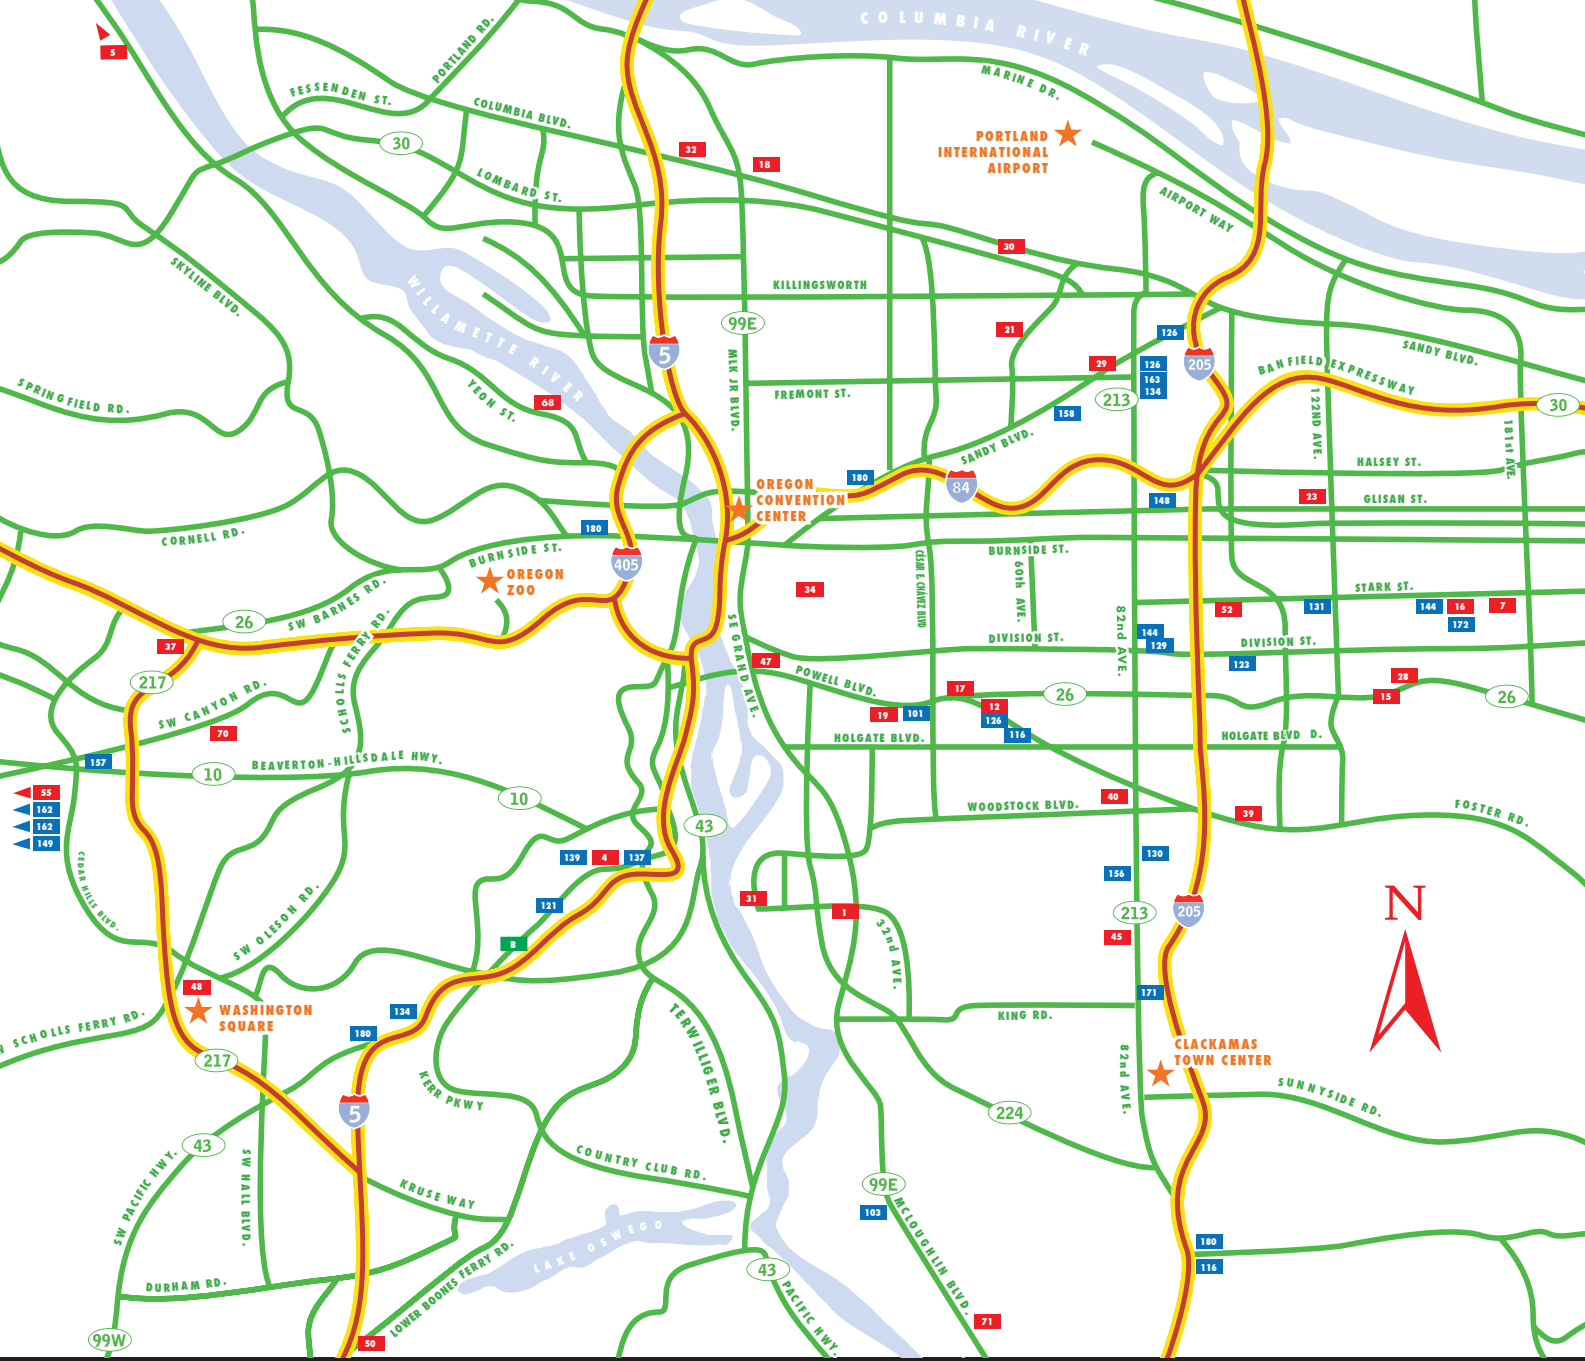 COLUMBIA RIVER
5
PORTLAND RD.
FESSENDEN ST.
COLUMBIA BLVD.
MARINE DR.
30
32
18
PORTLAND
INTERNATIONAL
AIRPORT
LOMBARD ST.
AIRPORT WAY
30
SKYLINE BLVD.
WILLAMETTE RIVER
KILLINGSWORTH
99E
21
126
5
MLK JR BLVD.
29
126
163
134
205
BANFIELD EXPRESSWAY
SANDY BLVD.
SPRINGFIELD RD.
YEON ST.
68
FREMONT ST.
213
158
122ND AVE.
30
181st AVE.
SANDY BLVD.
HALSEY ST.
180
84
OREGON
CONVENTION
CENTER
148
23
GLISAN ST.
CORNELL RD.
180
BURNSIDE ST.
405
OREGON
ZOO
CÉSAR E. CHÁVEZ BLVD
BURNSIDE ST.
60th AVE.
34
STARK ST.
SW BARNES RD.
26
82nd AVE.
52
131
144
16
7
172
37
SCHOLLS FERRY RD.
SE GRAND AVE.
DIVISION ST.
144
129
DIVISION ST.
123
47
217
SW CANYON RD.
POWELL BLVD.
17
26
28
15
26
19
101
12
126
116
70
HOLGATE BLVD.
HOLGATE BLVD D.
157
10
BEAVERTON-HILLSDALE HWY.
10
55
162
162
149
40
WOODSTOCK BLVD.
39
FOSTER RD.
43
CEDAR HILLS BLVD.
139
4
137
130
156
121
31
1
213
205
N
SW OLESON RD.
8
32nd AVE.
45
48
WASHINGTON
SQUARE
134
171
SCHOLLS FERRY RD.
N
180
TERWILLIGER BLVD.
KING RD.
217
CLACKAMAS
TOWN CENTER
82nd AVE.
KERR PKWY
5
224
SUNNYSIDE RD.
43
SW PACIFIC HWY.
SW HALL BLVD.
COUNTRY CLUB RD.
KRUSE WAY
99E
103
MCLOUGHLIN BLVD.
LAKE OSWEGO
180
116
43
DURHAM RD.
LOWER BOONES FERRY RD.
PACIFIC HWY.
99W
50
71